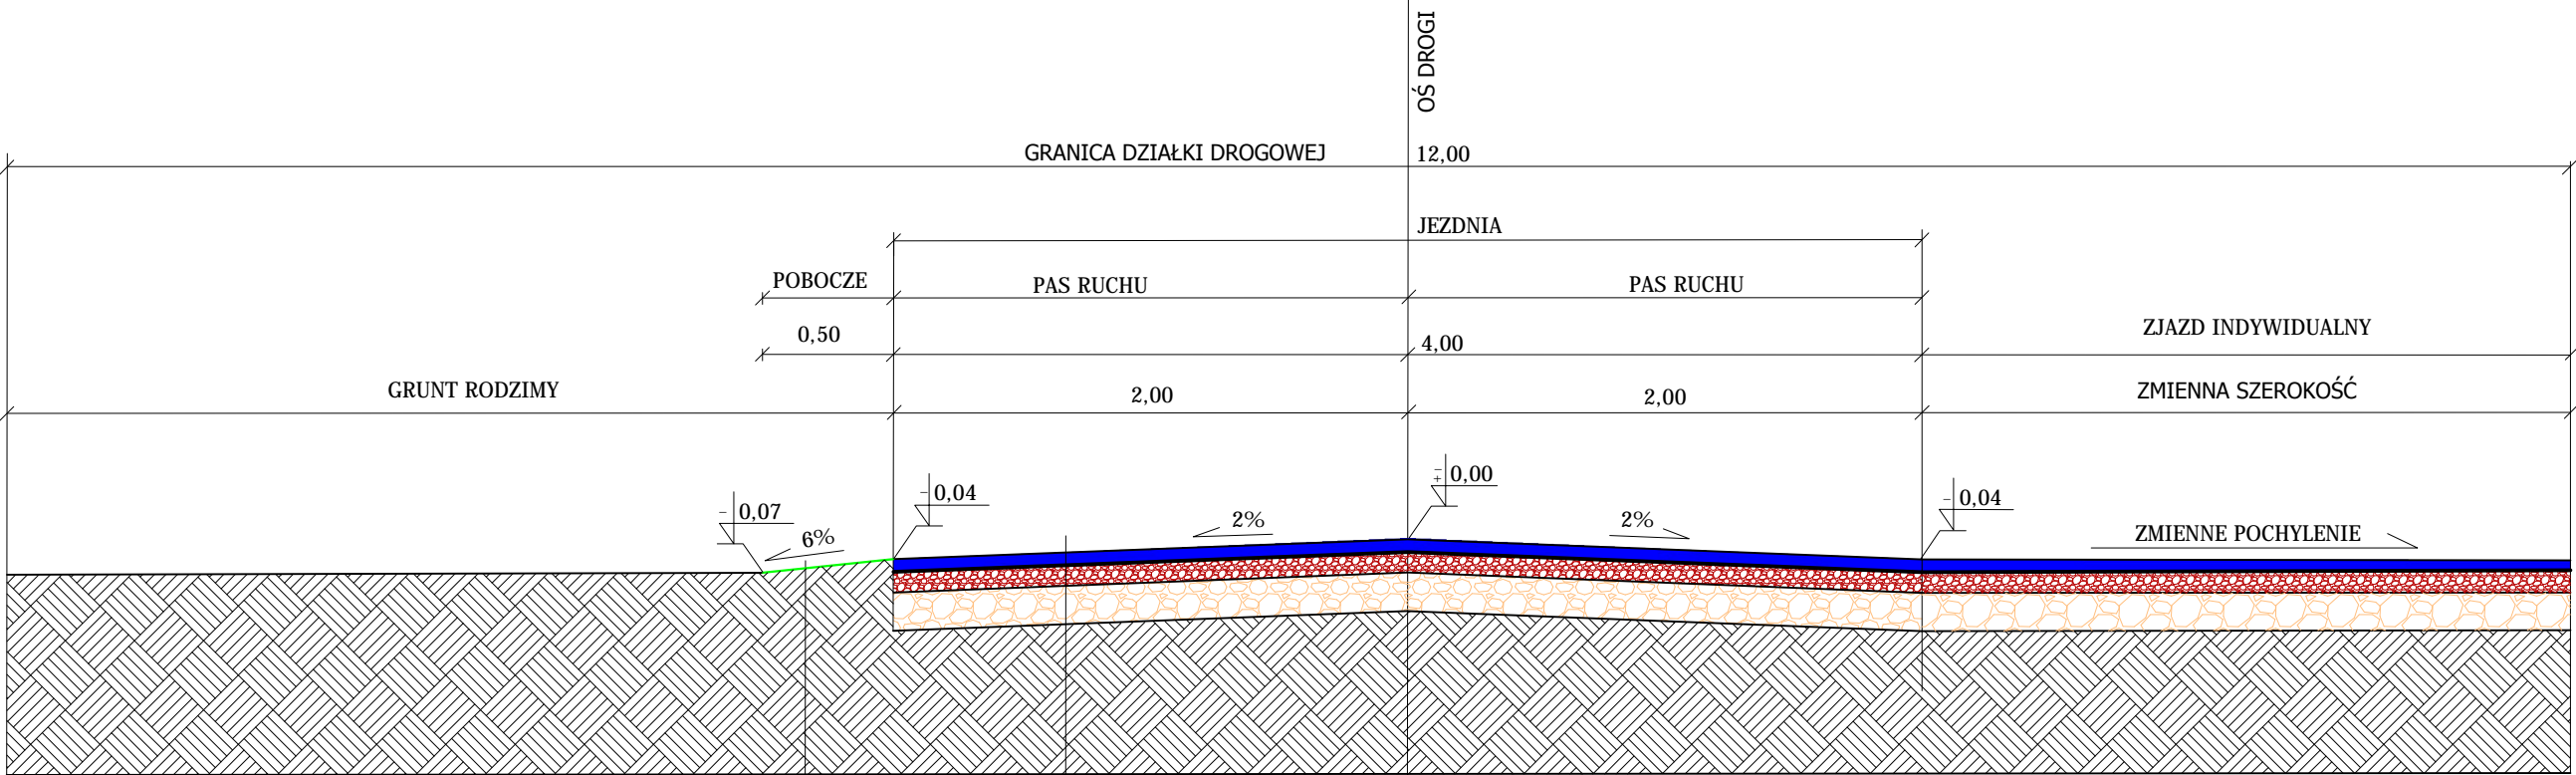 OŚ DROGI
GRANICA DZIAŁKI DROGOWEJ 12,00
JEZDNIA
POBOCZE PAS RUCHU PAS RUCHU
0,50 4,00 ZJAZD INDYWIDUALNY
GRUNT RODZIMY 2,00 2,00 ZMIENNA SZEROKOŚĆ
-0,07 -0,04 ±0,00 -0,04
6% 2% 2% ZMIENNE POCHYLENIE